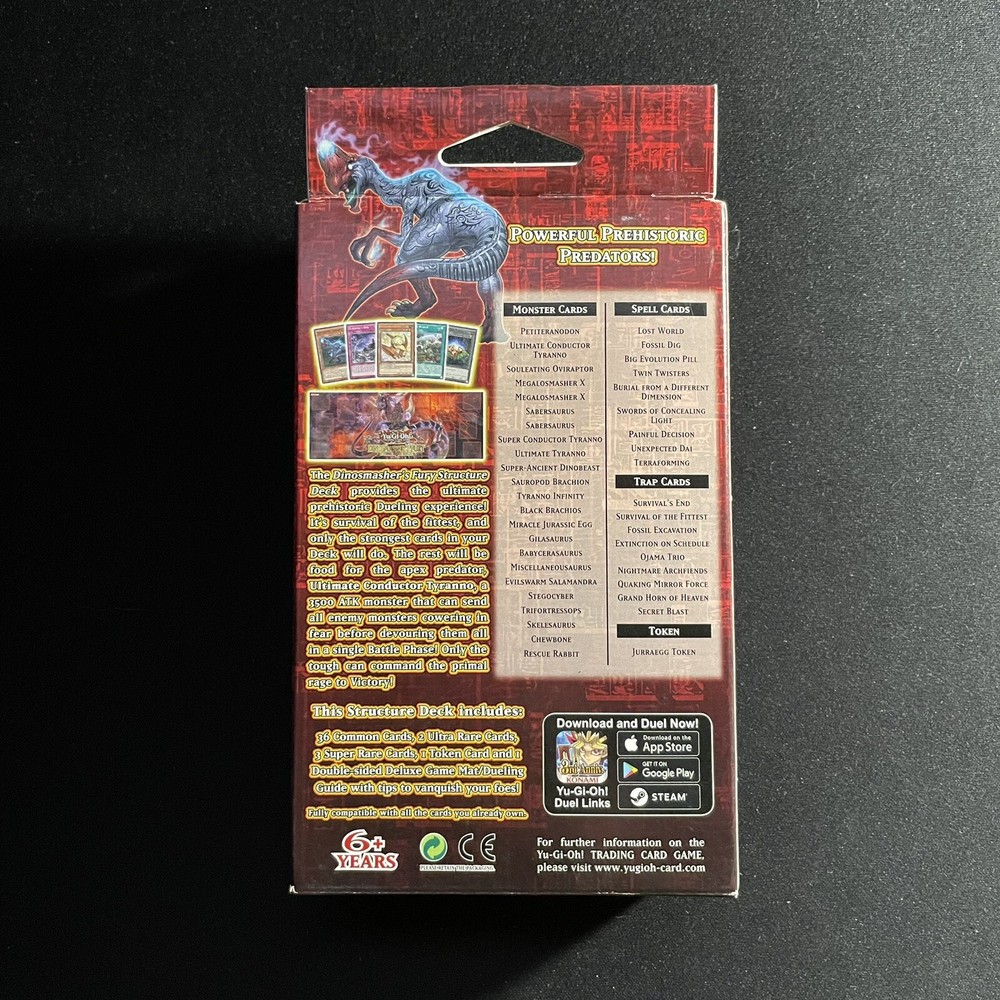 POWERFUL PREHISTORIC
PREDATORS!
MONSTER CARDS
PETITERANODON
ULTIMATE CONDUCTOR
TYRANNO
SOULEATING OVIRAPTOR
MEGALOSMASHER X
MEGALOSMASHER X
SABERSAURUS
SABERSAURUS
SUPER CONDUCTOR TYRANNO
ULTIMATE TYRANNO
SUPER-ANCIENT DINOBEAST
SAUROPOD BRACHION
TYRANNO INFINITY
BLACK BRACHIOS
MIRACLE JURASSIC EGG
GILASAURUS
BABYCERASAURUS
MISCELLANEOUSAURUS
EVILSWARM SALAMANDRA
STEGOCYBER
TRIFORTRESSOPS
SKELESAURUS
CHEWBONE
RESCUE RABBIT
SPELL CARDS
LOST WORLD
FOSSIL DIG
BIG EVOLUTION PILL
TWIN TWISTERS
BURIAL FROM A DIFFERENT
DIMENSION
SWORDS OF CONCEALING
LIGHT
PAINFUL DECISION
UNEXPECTED DAI
TERRAFORMING
TRAP CARDS
SURVIVAL'S END
SURVIVAL OF THE FITTEST
FOSSIL EXCAVATION
EXTINCTION ON SCHEDULE
OJAMA TRIO
NIGHTMARE ARCHFIENDS
QUAKING MIRROR FORCE
GRAND HORN OF HEAVEN
SECRET BLAST
TOKEN
JURRAEGG TOKEN
Yu-Gi-Oh!
The Dinosmasher's Fury Structure
Deck provides the ultimate
prehistoric Dueling experience!
It's survival of the fittest, and
only the strongest cards in your
Deck will do. The rest will be
food for the apex predator,
Ultimate Conductor Tyranno, a
3500 ATK monster that can send
all enemy monsters cowering in
fear before devouring them all
in a single Battle Phase! Only the
tough can command the primal
rage to Victory!
This Structure Deck includes:
36 Common Cards, 2 Ultra Rare Cards,
3 Super Rare Cards, 1 Token Card and 1
Double-sided Deluxe Game Mat/Dueling
Guide with tips to vanquish your foes!
Fully compatible with all the cards you already own.
Download and Duel Now!
3rd Anniv.
KONAMI
Yu-Gi-Oh!
Duel Links
Download on the
App Store
GET IT ON
Google Play
STEAM
6+
YEARS
PLEASE RETAIN THE PACKAGING
CE
For further information on the
Yu-Gi-Oh! TRADING CARD GAME,
please visit www.yugioh-card.com